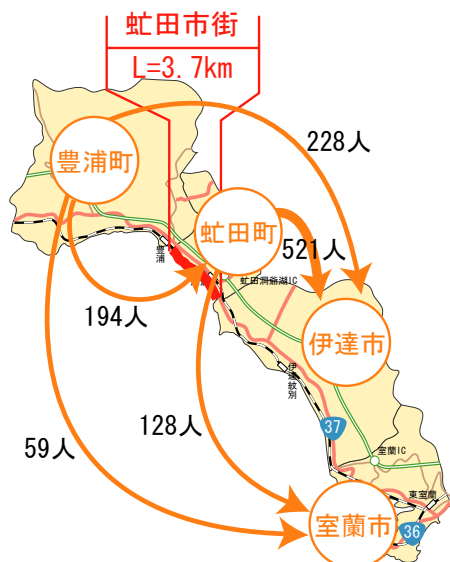 虻田市街
L=3.7km
228人
豊浦町
虻田町
521人
豊浦
虻田洞爺湖IC
194人
伊達市
伊達紋別
128人
37
59人
室蘭IC
東室蘭
室蘭市
36